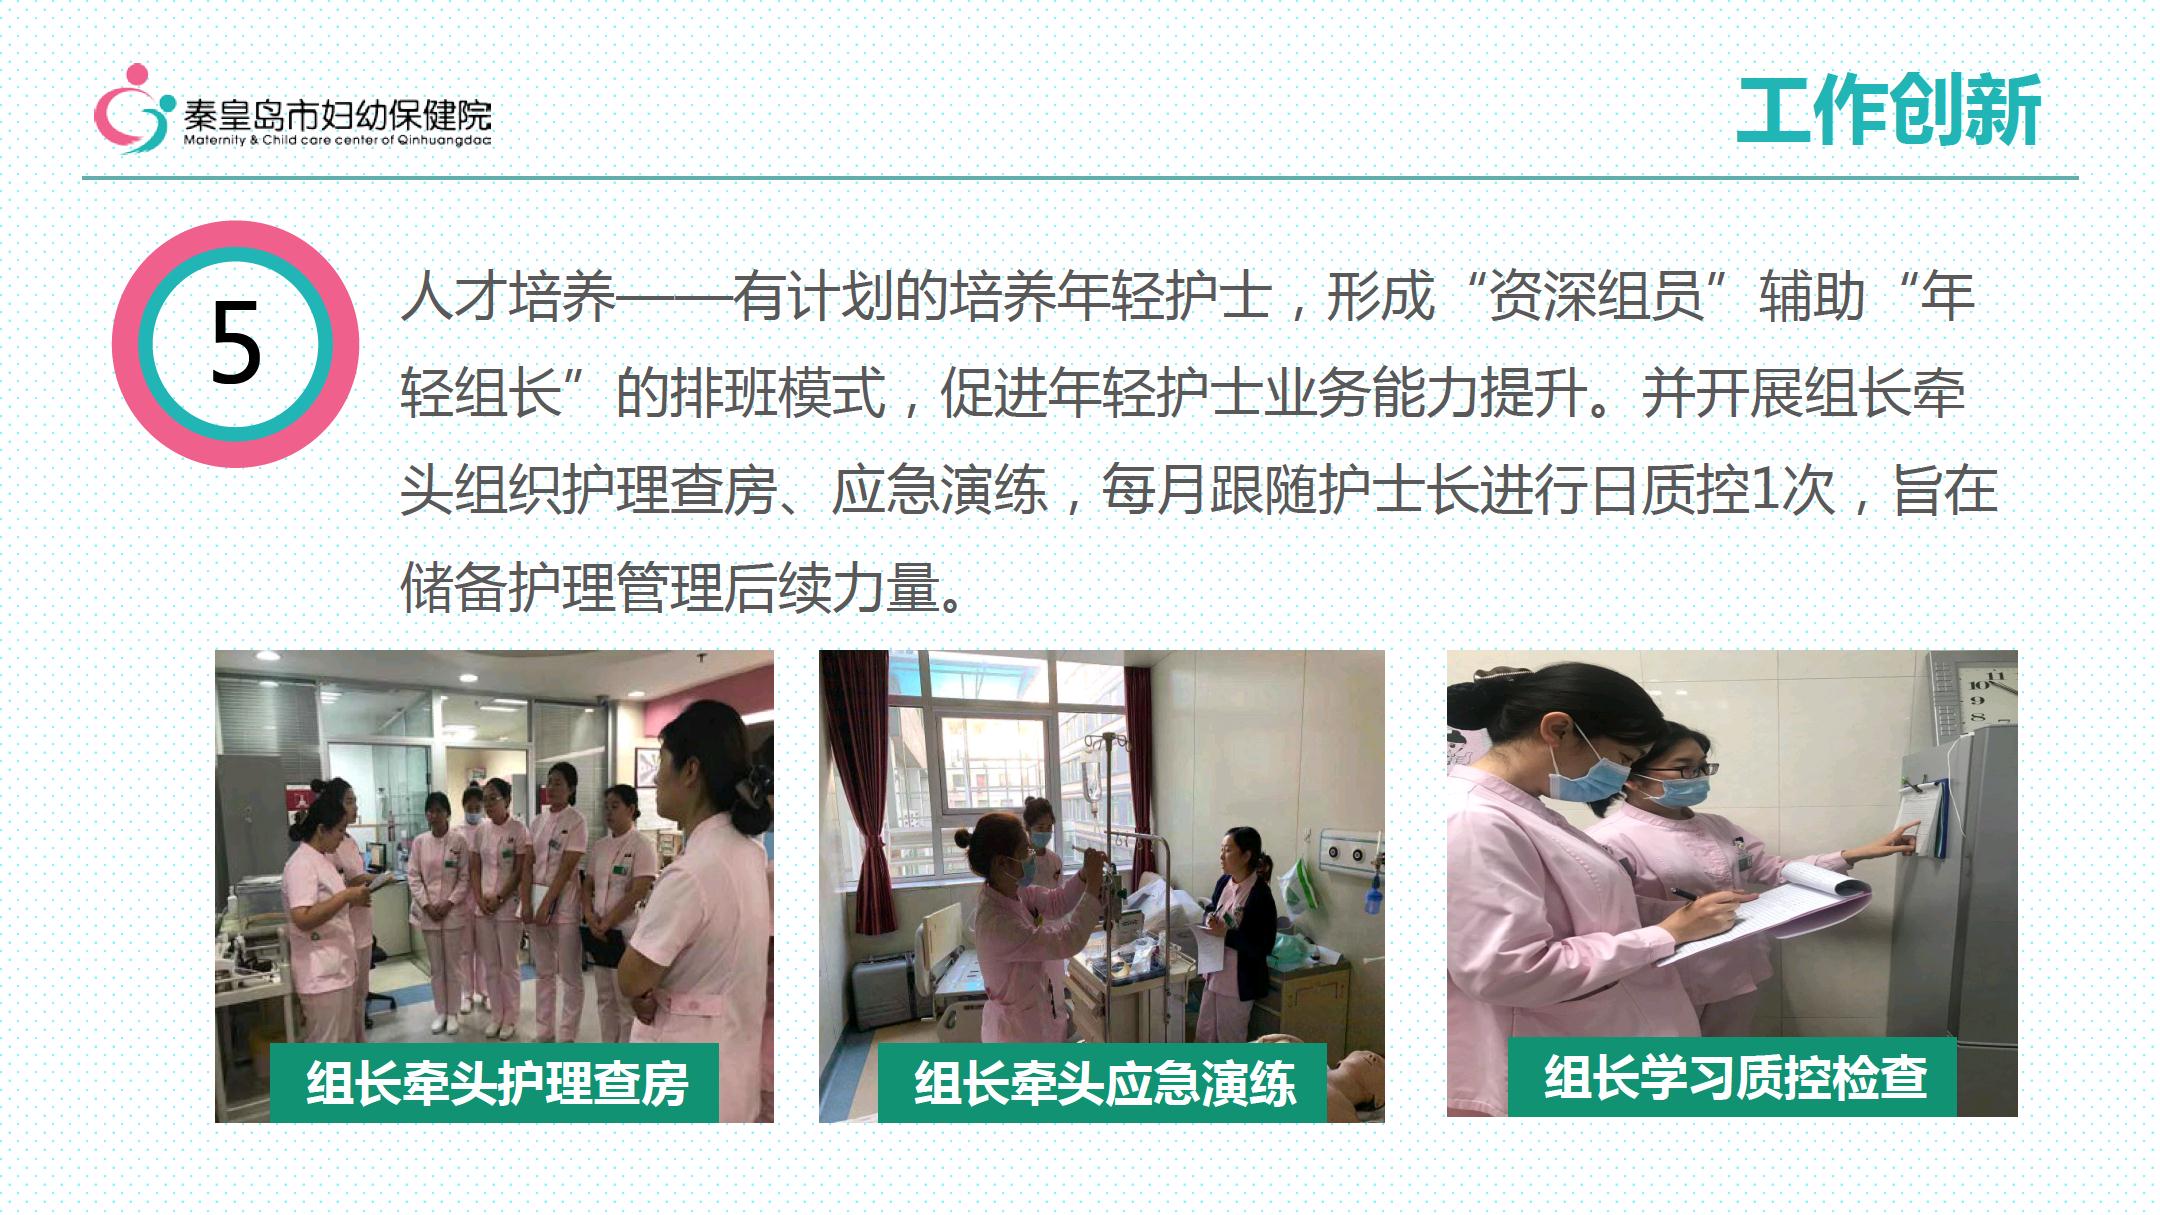 秦皇岛市妇幼保健院
Maternity & Child care center of Qinhuangdao
工作创新
5
人才培养——有计划的培养年轻护士，形成“资深组员”辅助“年
轻组长”的排班模式，促进年轻护士业务能力提升。并开展组长牵
头组织护理查房、应急演练，每月跟随护士长进行日质控1次，旨在
储备护理管理后续力量。
组长牵头护理查房
组长牵头应急演练
组长学习质控检查
11
10
9
8
7